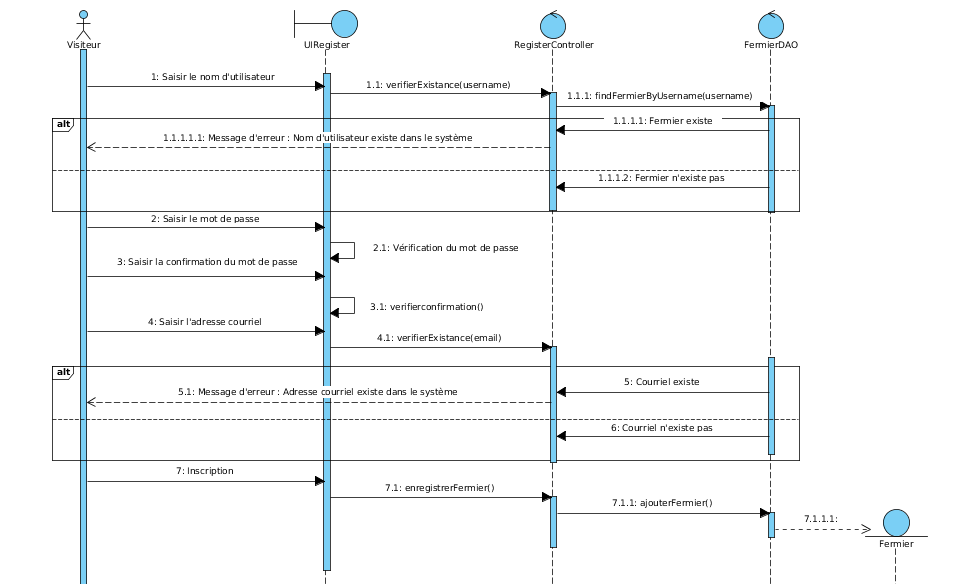 Visiteur
UIRegister
RegisterController
FermierDAO
1: Saisir le nom d'utilisateur
1.1: verifierExistance(username)
1.1.1: findFermierByUsername(username)
alt
1.1.1.1: Fermier existe
1.1.1.1.1: Message d'erreur : Nom d'utilisateur existe dans le système
1.1.1.2: Fermier n'existe pas
2: Saisir le mot de passe
2.1: Vérification du mot de passe
3: Saisir la confirmation du mot de passe
3.1: verifierconfirmation()
4: Saisir l'adresse courriel
4.1: verifierExistance(email)
alt
5: Courriel existe
5.1: Message d'erreur : Adresse courriel existe dans le système
6: Courriel n'existe pas
7: Inscription
7.1: enregistrerFermier()
7.1.1: ajouterFermier()
7.1.1.1:
Fermier